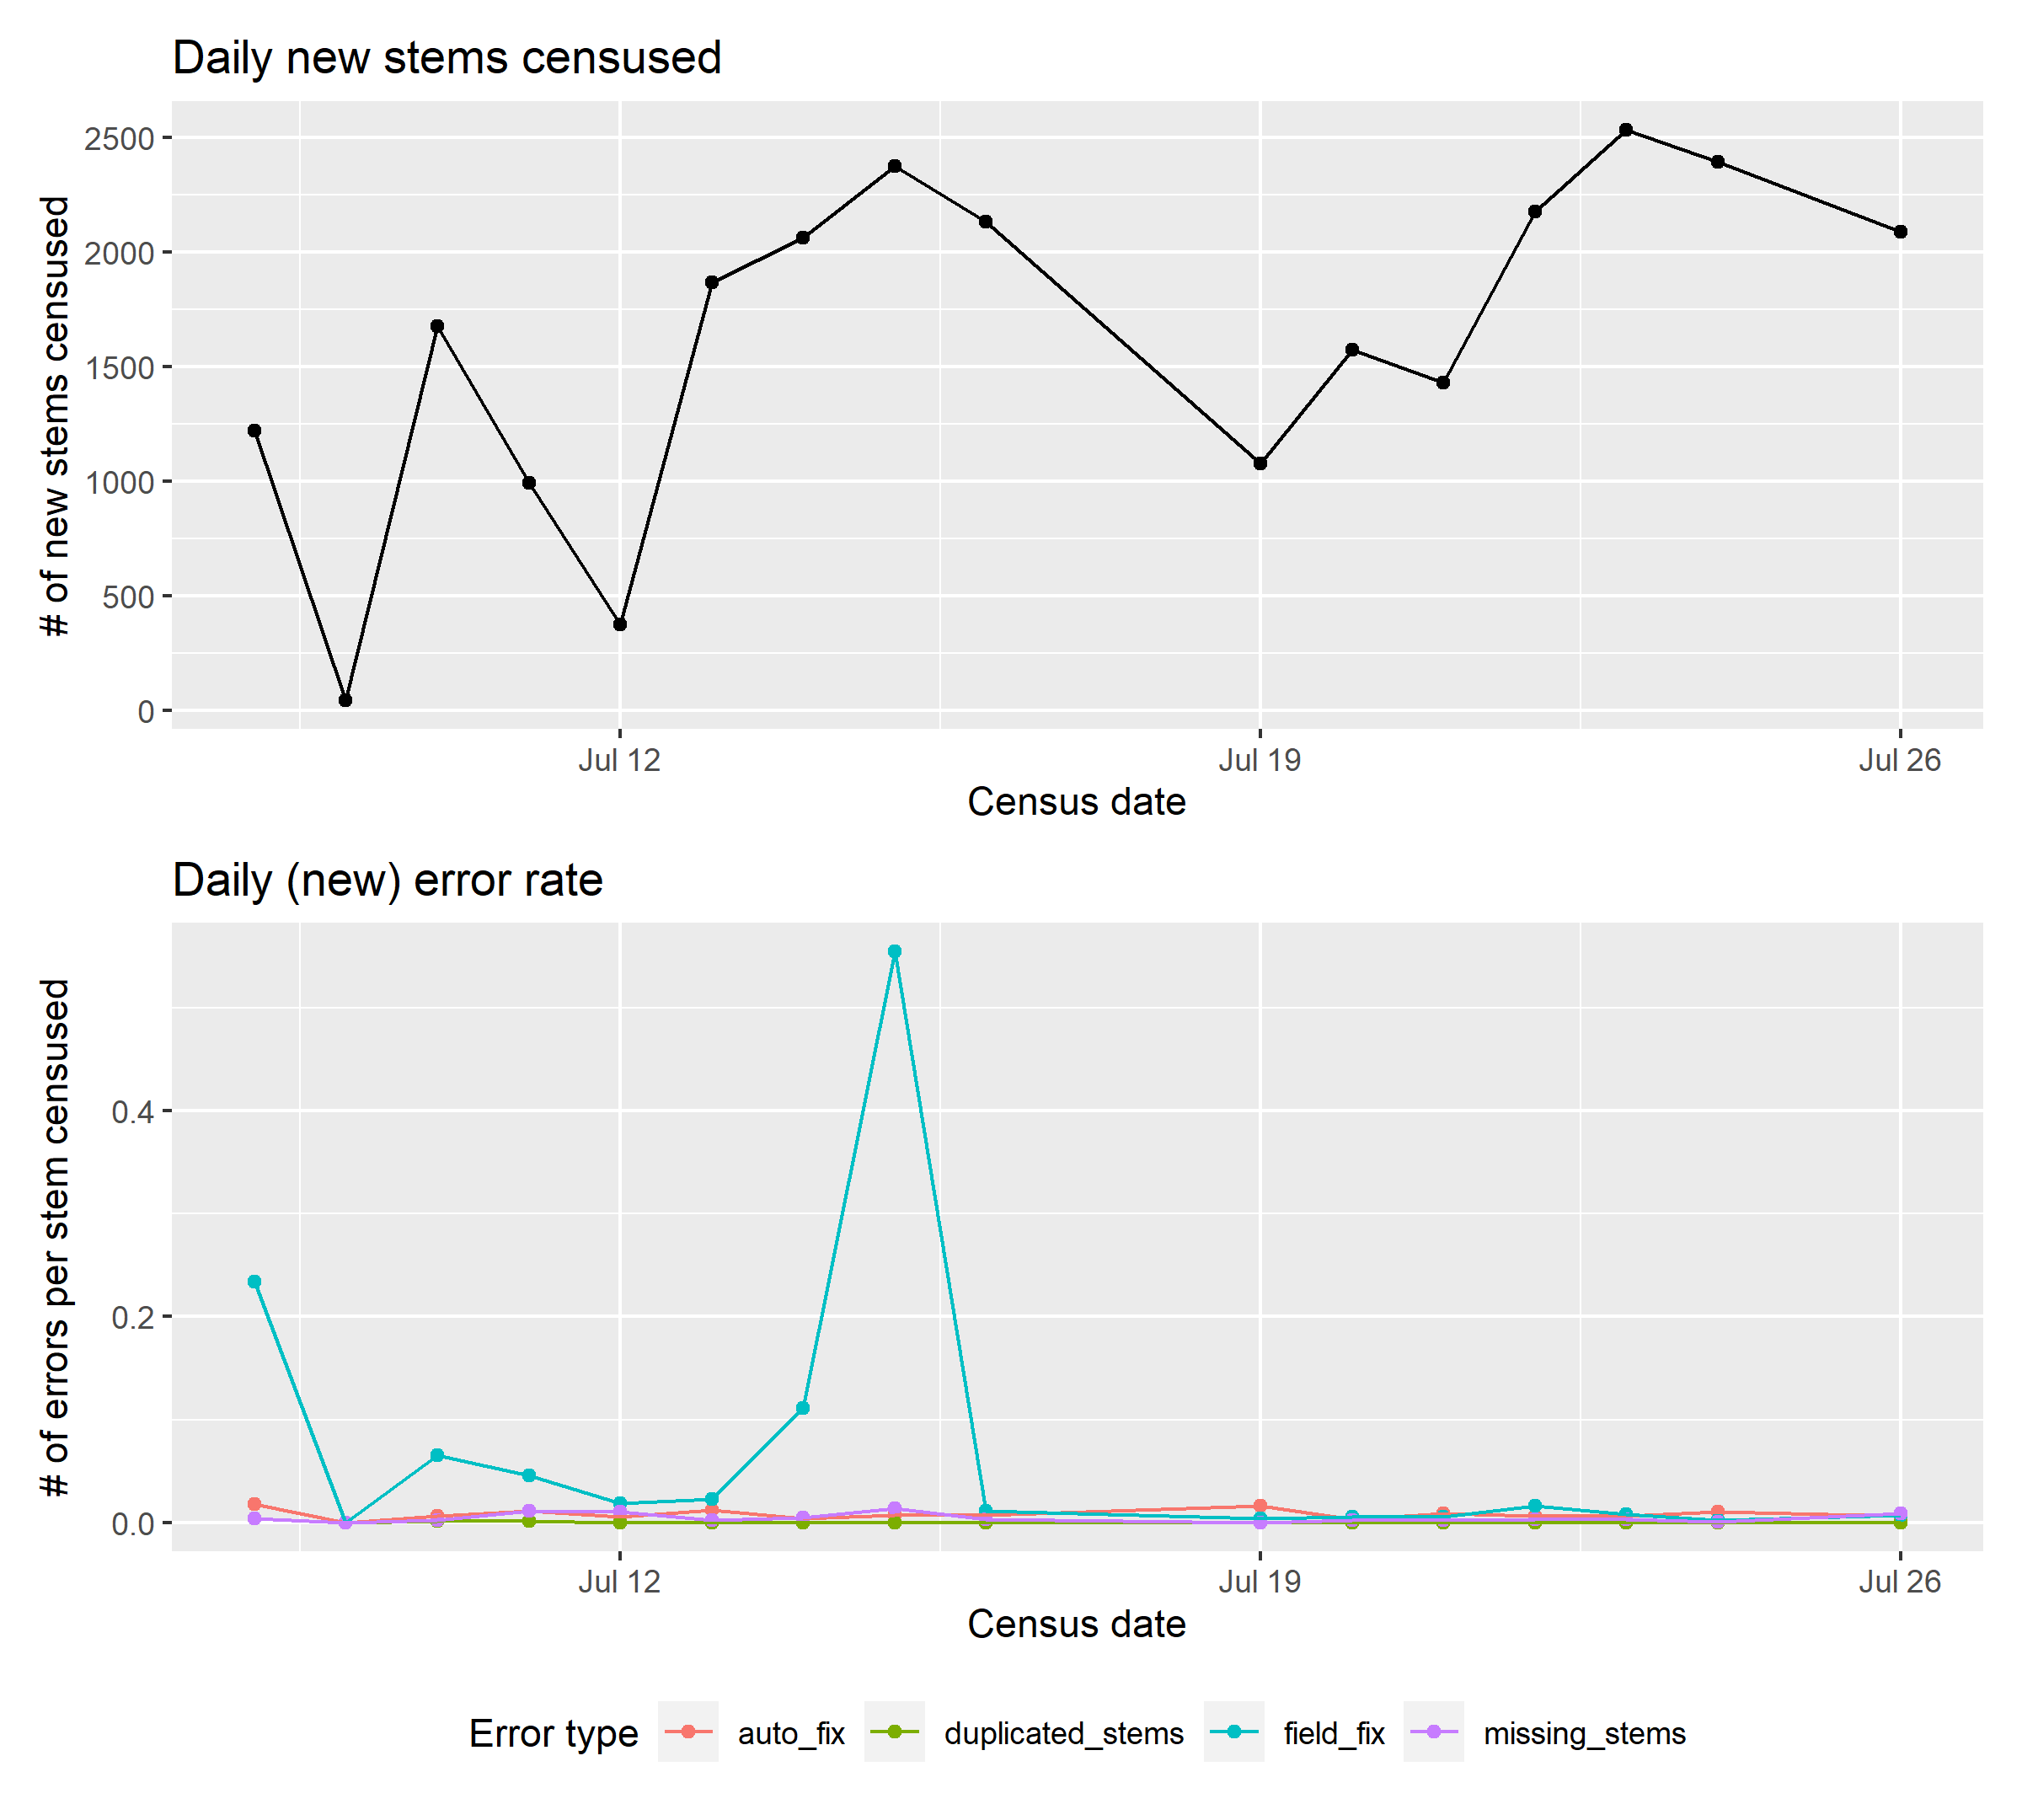 Daily new stems censused
# of new stems censused
2500
2000
1500
1000
500
0
Jul 12 Jul 19 Jul 26
Census date
Daily (new) error rate
# of errors per stem censused
0.4
0.2
0.0
Jul 12 Jul 19 Jul 26
Census date
Error type auto_fix duplicated_stems field_fix missing_stems